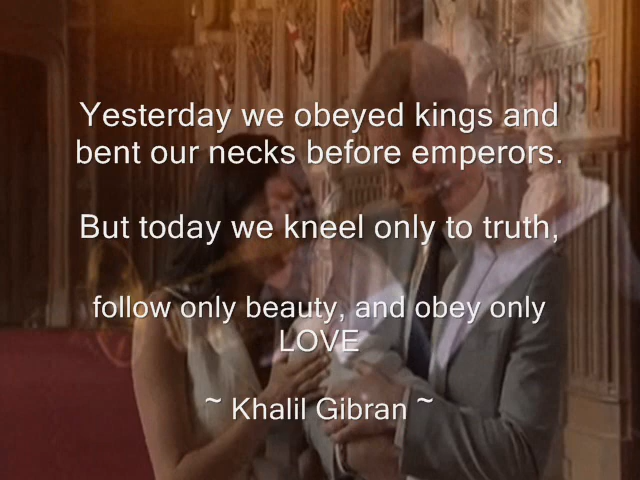 Yesterday we obeyed kings and
bent our necks before emperors.
But today we kneel only to truth,
follow only beauty, and obey only
LOVE
~ Khalil Gibran ~